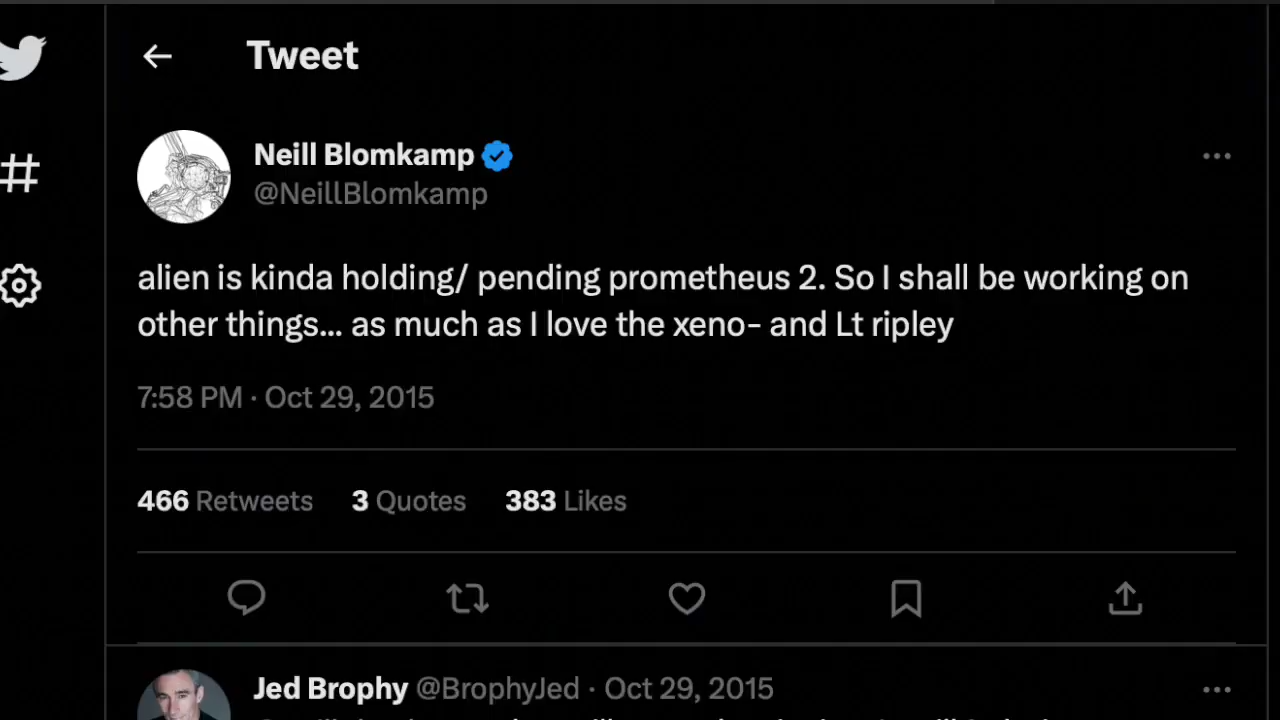 Tweet
Neill Blomkamp
@NeillBlomkamp
alien is kinda holding/ pending prometheus 2. So I shall be working on
other things... as much as I love the xeno- and Lt ripley
7:58 PM · Oct 29, 2015
466 Retweets 3 Quotes 383 Likes
Jed Brophy @BrophyJed · Oct 29, 2015